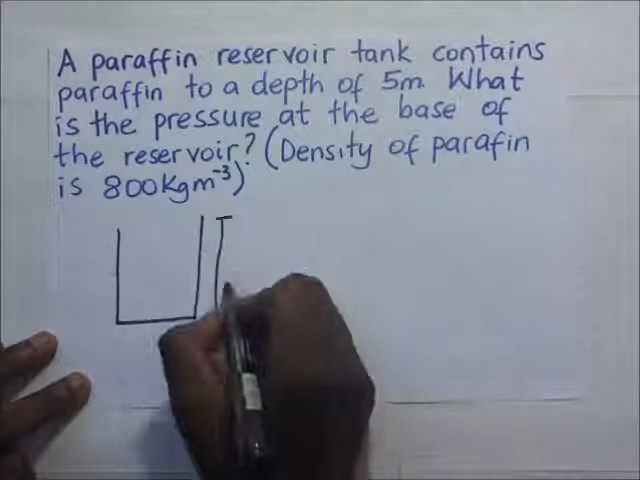 A paraffin reservoir tank contains
paraffin to a depth of 5m. What
is the pressure at the base of
the reservoir? (Density of parafin
is 800Kgm⁻³)